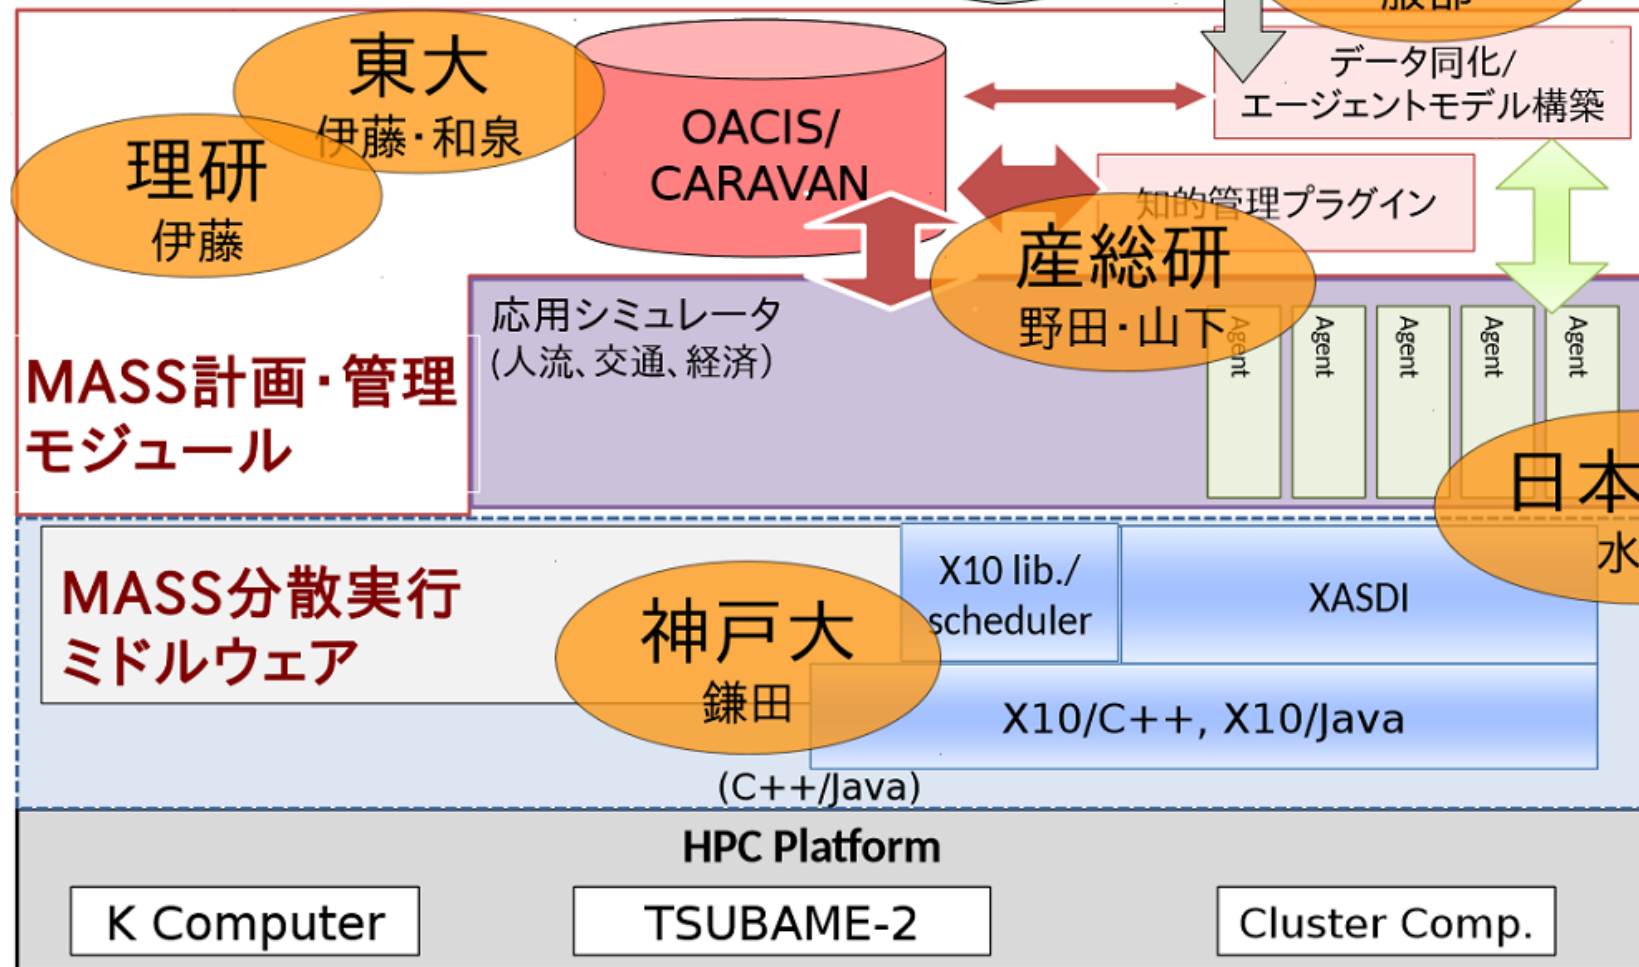 服部
東大
伊藤・和泉
理研
伊藤
OACIS/
CARAVAN
データ同化/
エージェントモデル構築
知的管理プラグイン
産総研
野田・山下
応用シミュレータ
(人流、交通、経済)
Agent
Agent
Agent
Agent
Agent
MASS計画・管理
モジュール
日本
水
MASS分散実行
ミドルウェア
神戸大
鎌田
X10 lib./
scheduler
XASDI
X10/C++, X10/Java
(C++/Java)
HPC Platform
K Computer
TSUBAME-2
Cluster Comp.